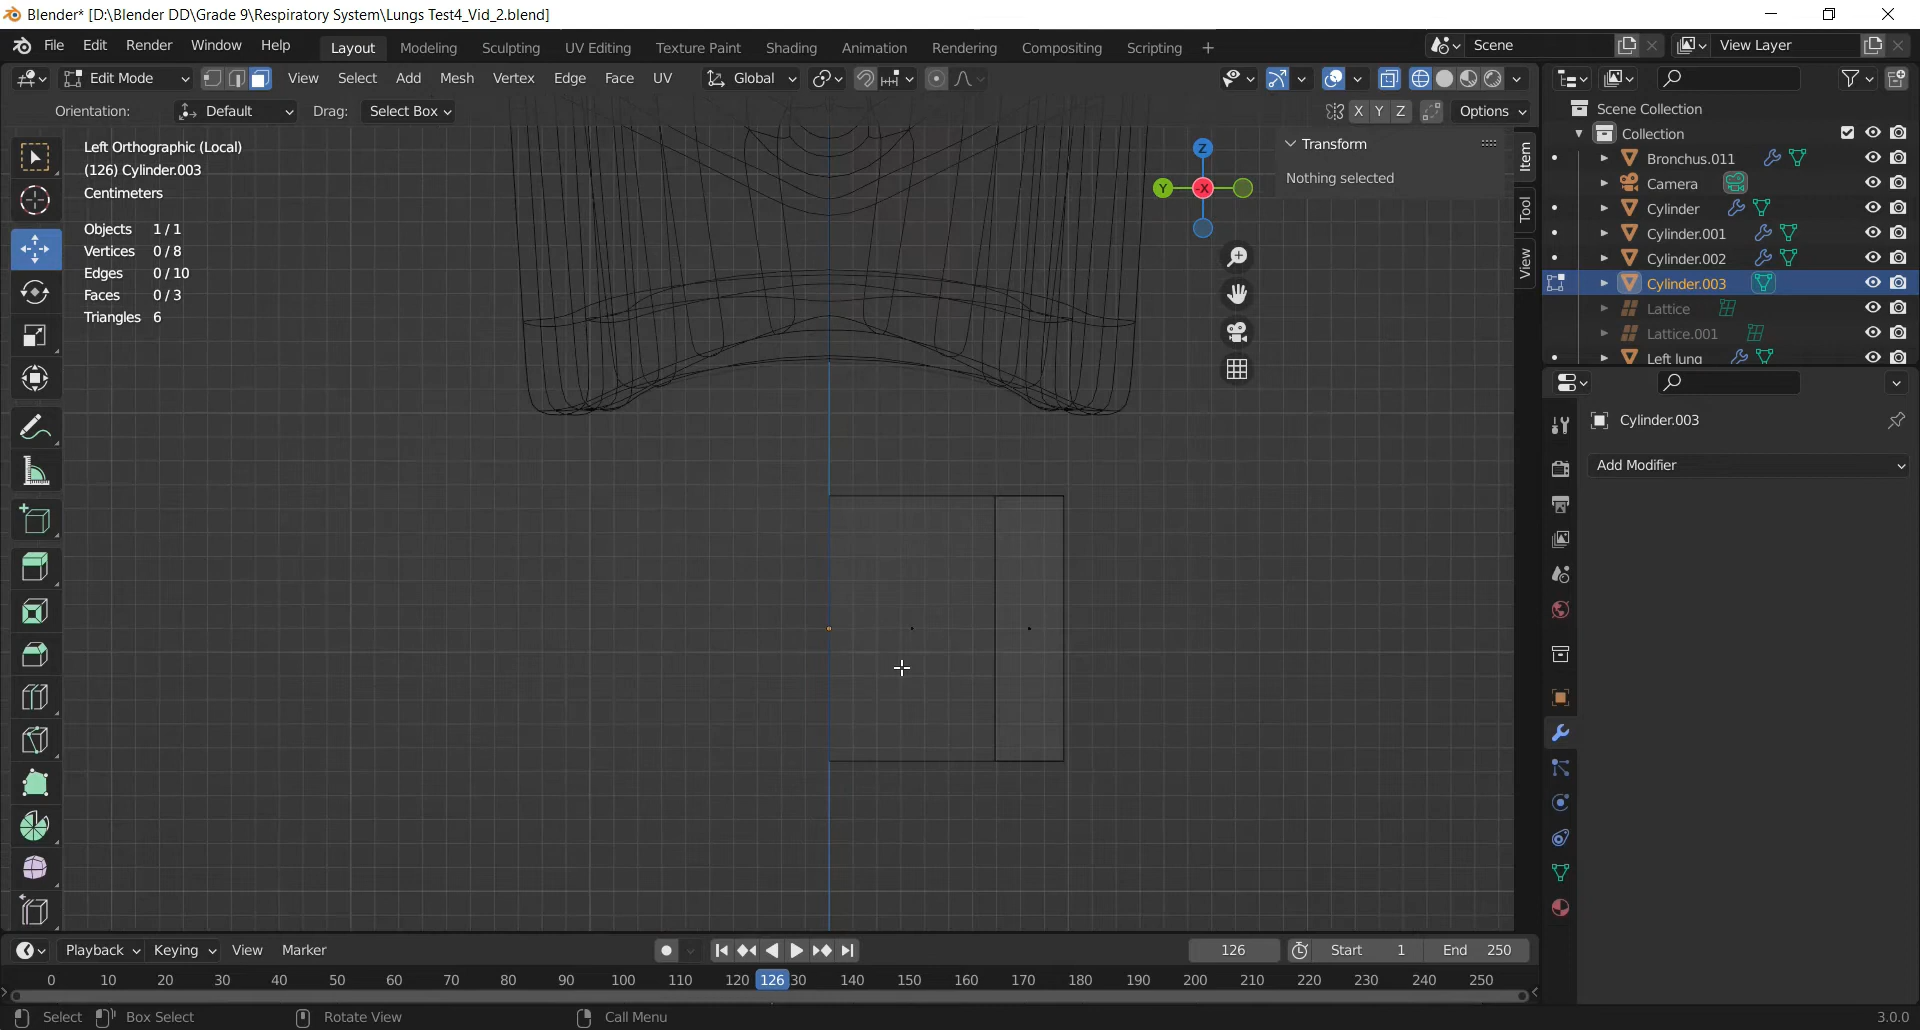 Blender* [D:\Blender DD\Grade 9\Respiratory System\Lungs Test4_Vid_2.blend]
File Edit Render Window Help Layout Modeling Sculpting UV Editing Texture Paint Shading Animation Rendering Compositing Scripting + Scene View Layer
Edit Mode View Select Add Mesh Vertex Edge Face UV Global
Orientation: Default Drag: Select Box X Y Z Options
Left Orthographic (Local)
(126) Cylinder.003
Centimeters
Objects 1/1
Vertices 0/8
Edges 0/10
Faces 0/3
Triangles 6
Z
Y
-X
Transform
Nothing selected
Item
Tool
View
Scene Collection
Collection
Bronchus.011
Camera
Cylinder
Cylinder.001
Cylinder.002
Cylinder.003
Lattice
Lattice.001
Left lung
Cylinder.003
Add Modifier
Playback Keying View Marker 126 Start 1 End 250
0 10 20 30 40 50 60 70 80 90 100 110 120 126 30 140 150 160 170 180 190 200 210 220 230 240 250
Select Box Select Rotate View Call Menu 3.0.0